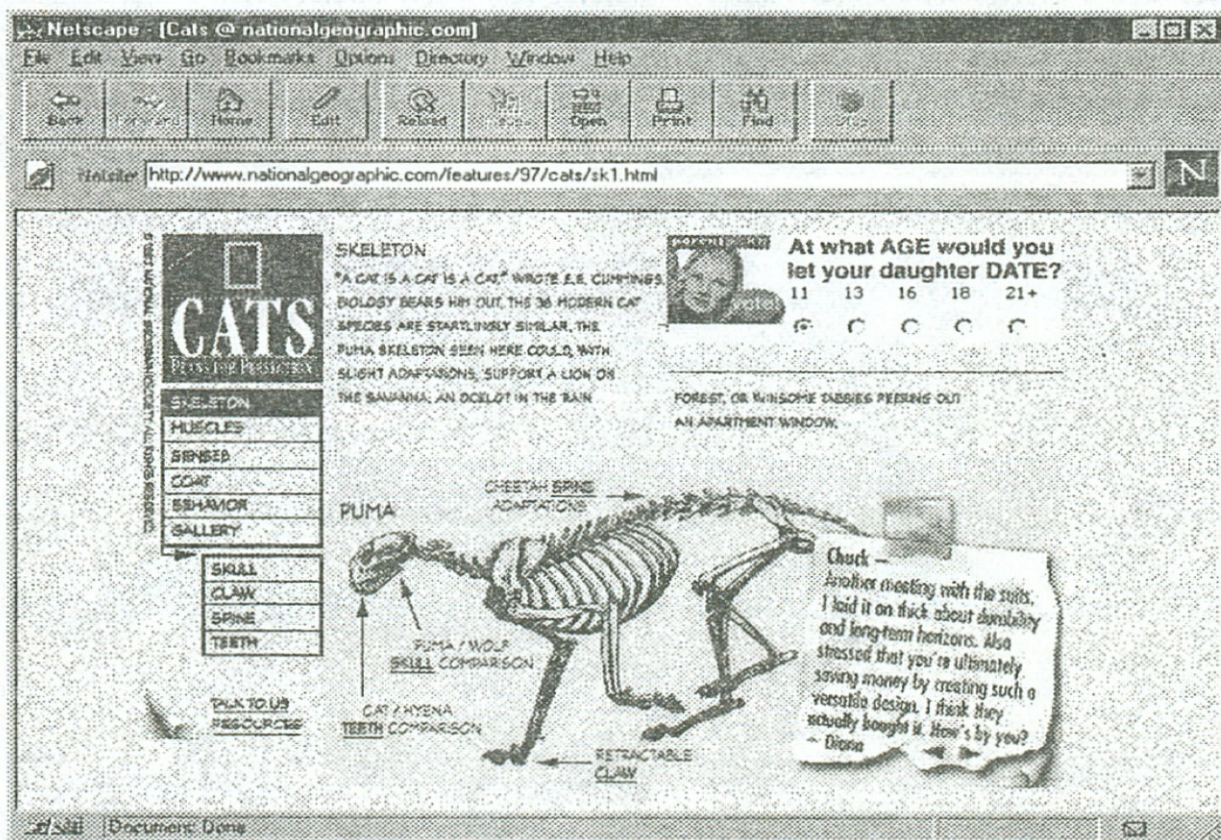 Netscape - [Cats @ nationalgeographic.com]
File Edit View Go Bookmarks Options Directory Window Help
Back Forward Home Edit Reload Open Print Find Stop
Netsite: http://www.nationalgeographic.com/features/97/cats/sk1.html
N
CATS
PLANS FOR PERFECTION
SKELETON
MUSCLES
SENSES
COAT
BEHAVIOR
GALLERY
SKULL
CLAW
SPINE
TEETH
TALK TO US
RESOURCES
SKELETON
"A CAT IS A CAT IS A CAT," WROTE E.E. CUMMINGS.
BIOLOGY BEARS HIM OUT. THE 36 MODERN CAT
SPECIES ARE STARTLINGLY SIMILAR. THE
PUMA SKELETON SEEN HERE COULD, WITH
SLIGHT ADAPTATIONS, SUPPORT A LION ON
THE SAVANNA, AN OCELOT IN THE RAIN
At what AGE would you
let your daughter DATE?
11 13 16 18 21+
FOREST, OR WINSOME TABBIES PEERING OUT
AN APARTMENT WINDOW.
PUMA
CHEETAH SPINE
ADAPTATIONS
PUMA / WOLF
SKULL COMPARISON
CAT / HYENA
TEETH COMPARISON
RETRACTABLE
CLAW
Chuck —
Another meeting with the suits.
I laid it on thick about durability
and long-term horizons. Also
stressed that you're ultimately
saving money by creating such a
versatile design. I think they
actually bought it. How's by you?
— Diana
Document: Done